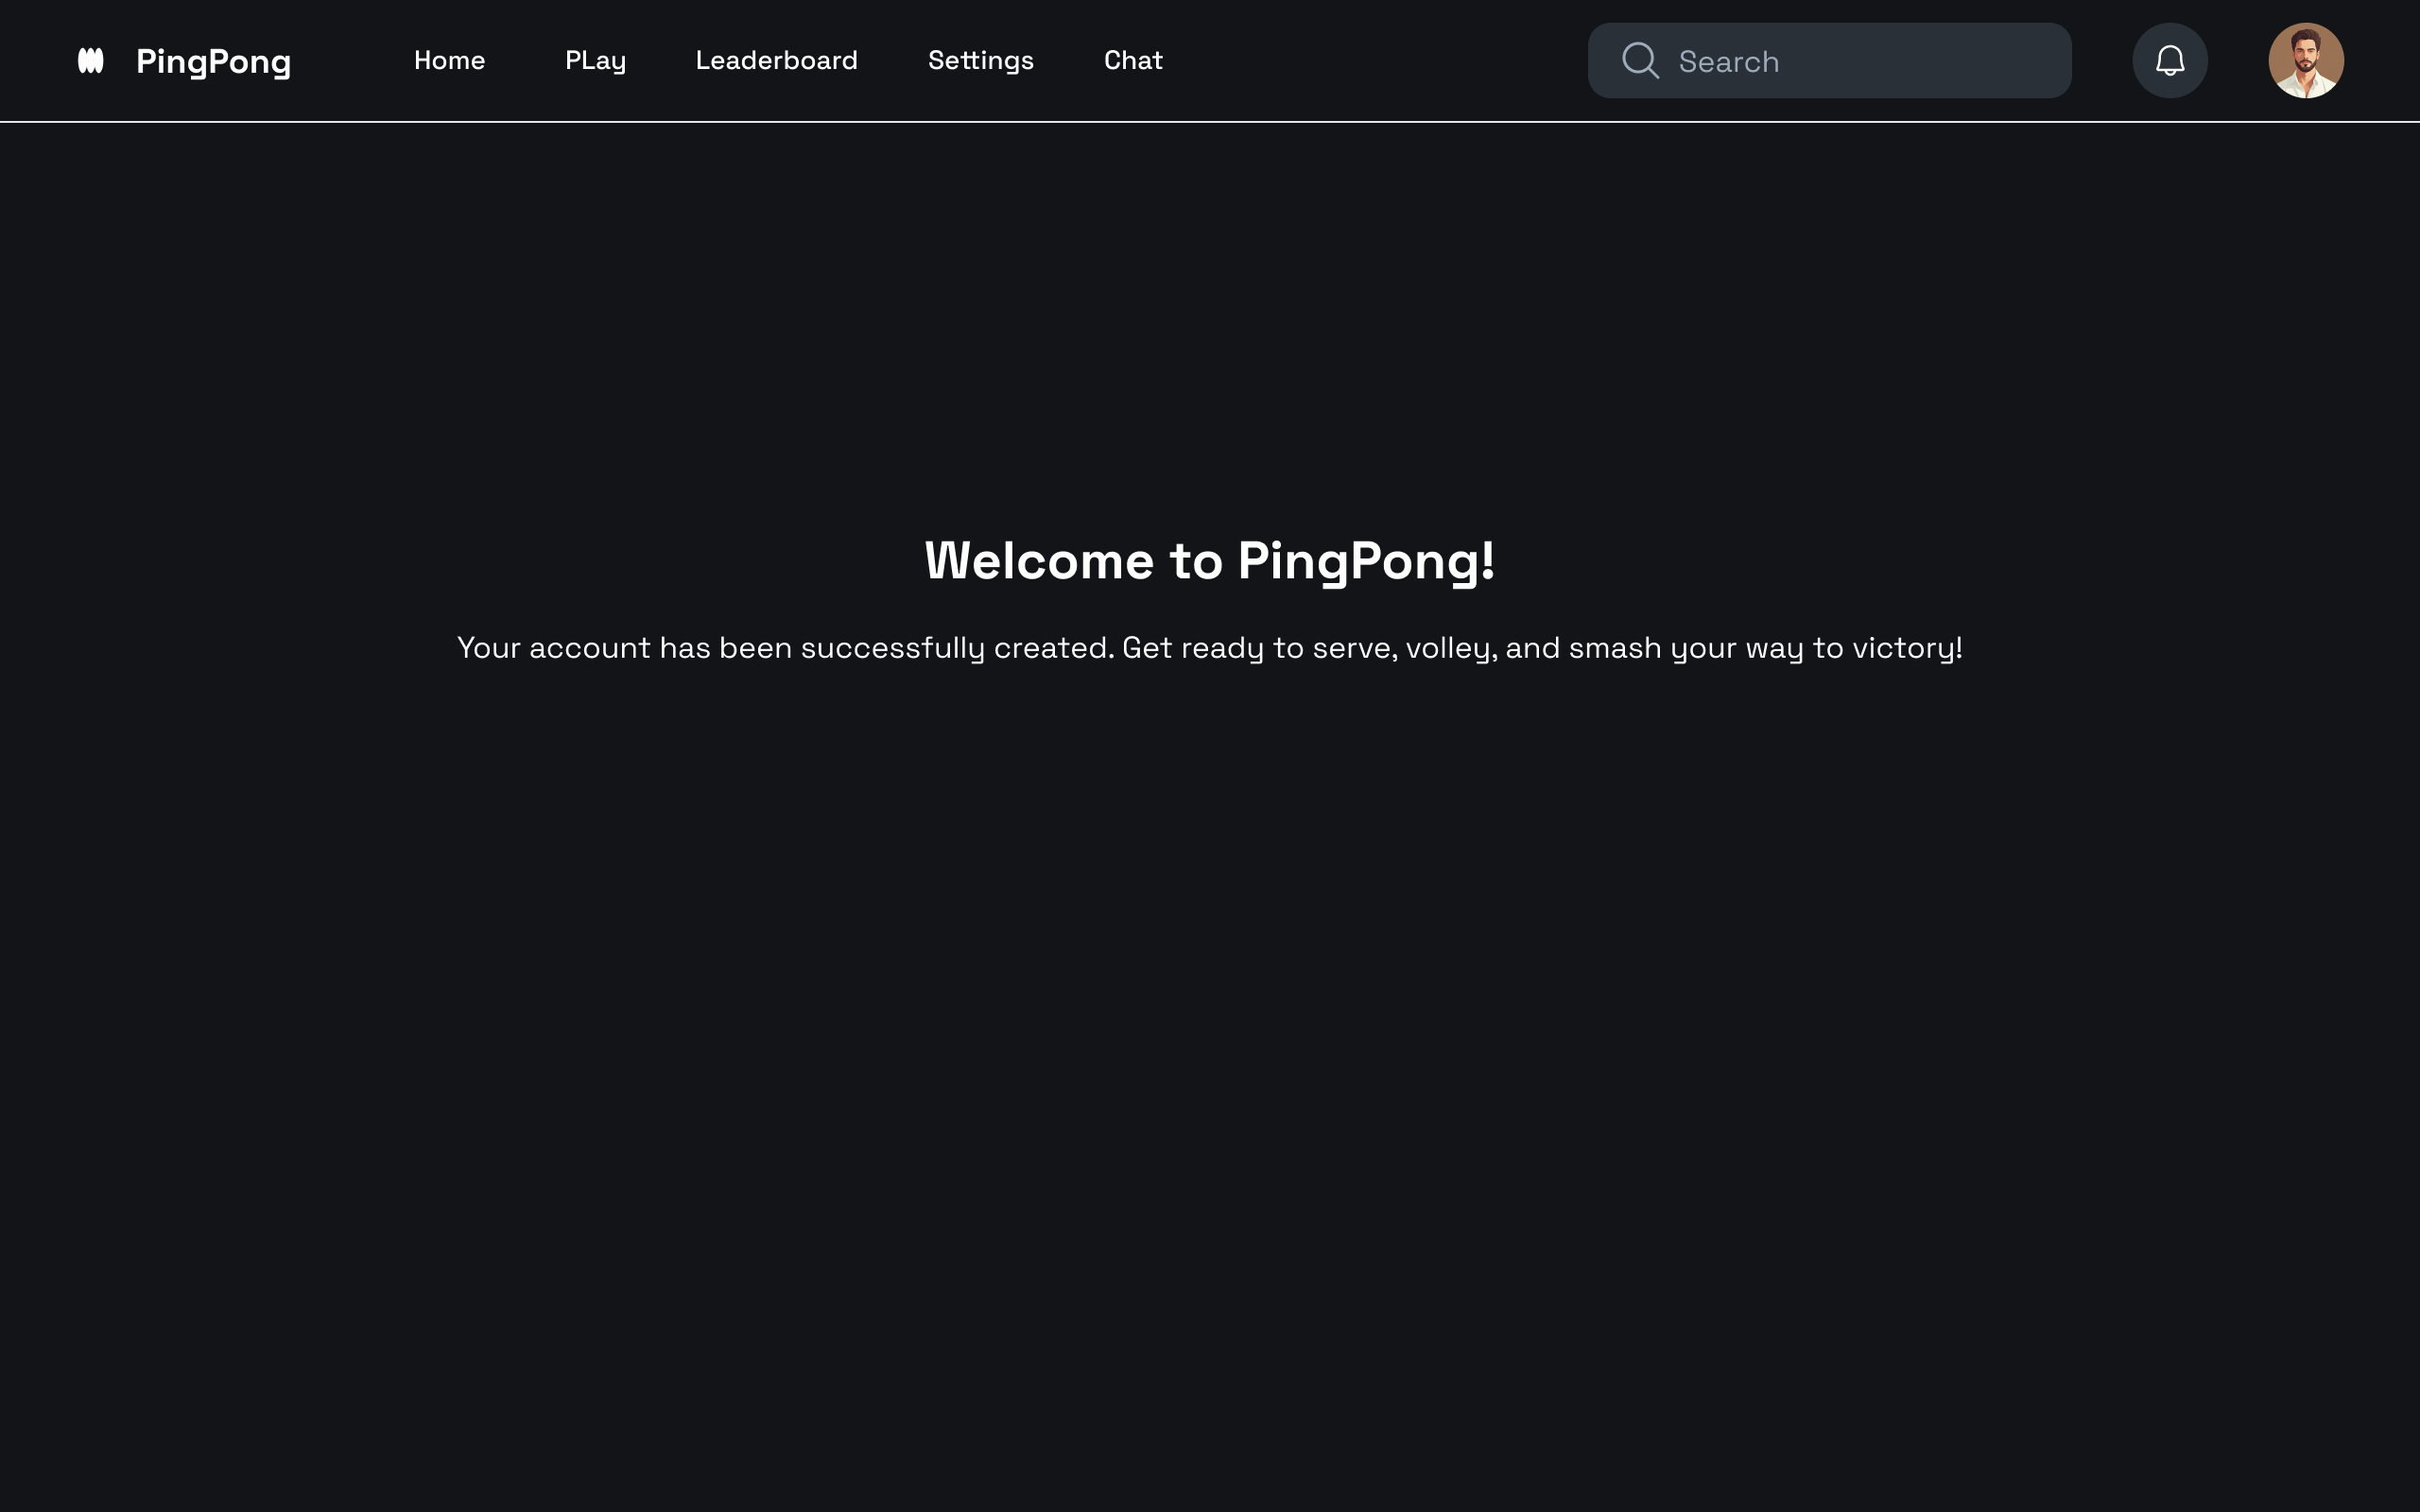 PingPong Home PLay Leaderboard Settings Chat Search
Welcome to PingPong!
Your account has been successfully created. Get ready to serve, volley, and smash your way to victory!